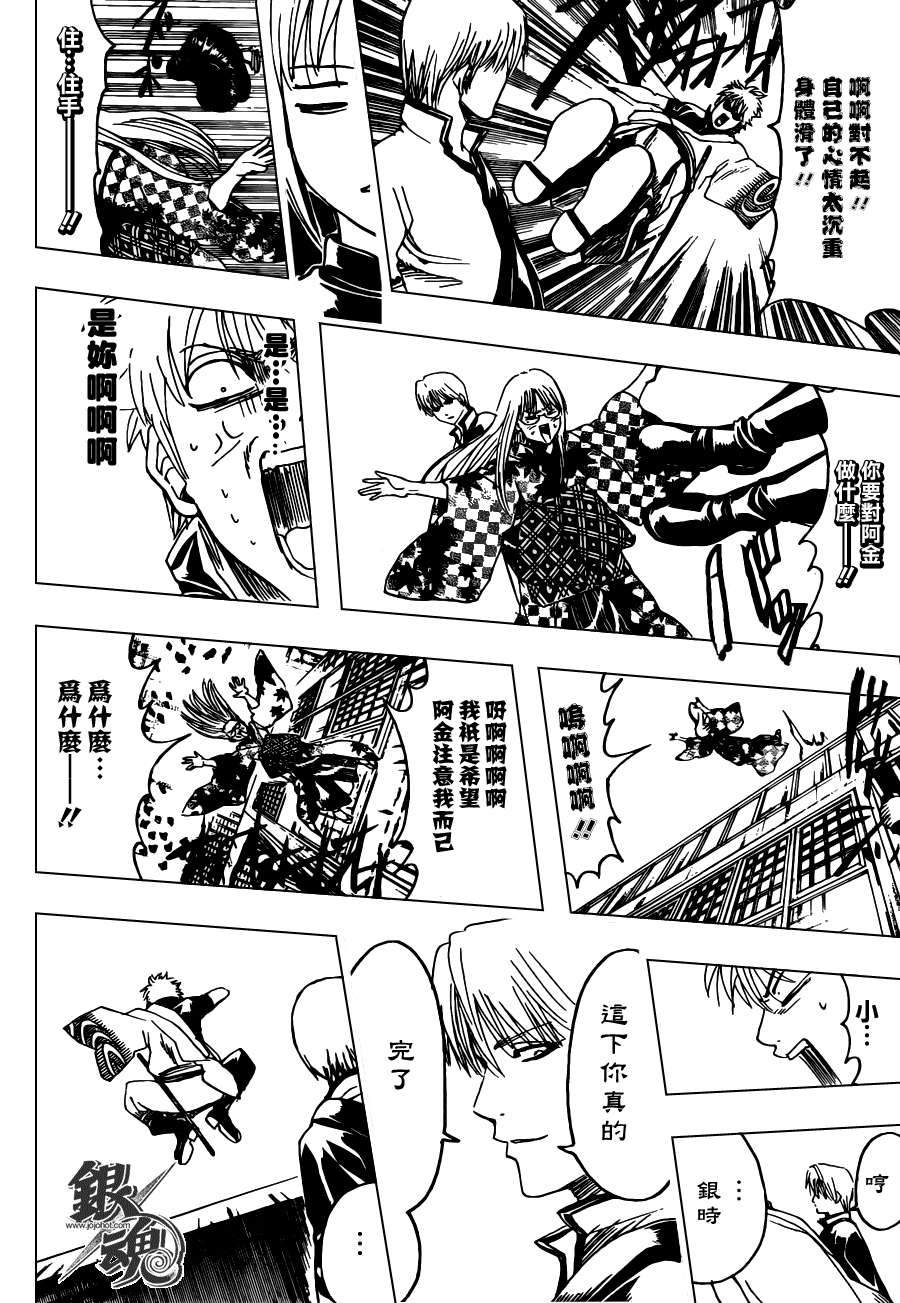 啊啊對不起!!
自己的心情太沉重
身體滑了!!
住…住手——!!
你要對阿金
做什麼——!!
是……是……
是妳啊啊啊
嗚啊啊啊!!
呀啊啊啊啊
我祇是希望
阿金注意我而已
爲什麼…
爲什麼——!!
小…
哼
…
銀時
這下你真的
完了
…
銀魂
www.jojohot.com